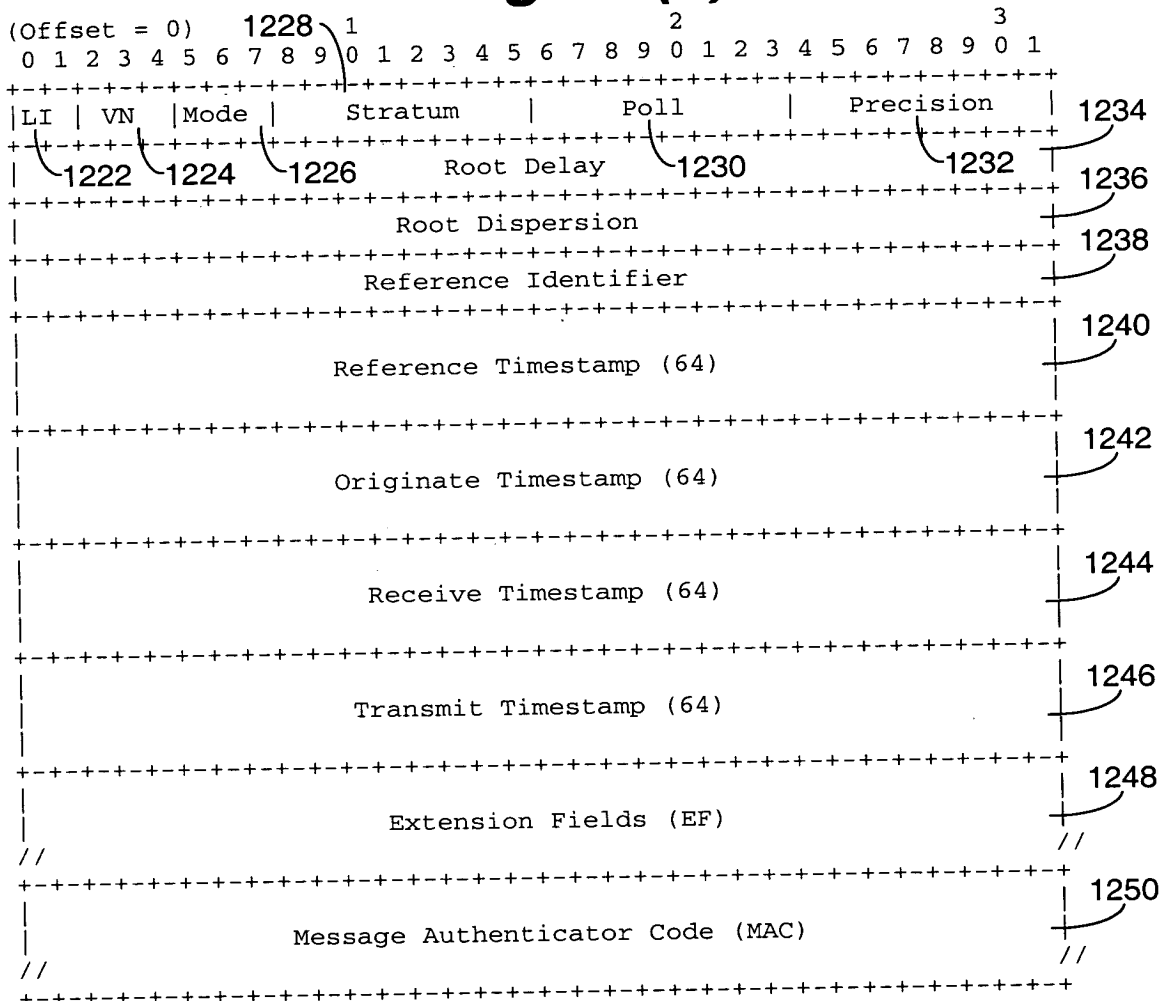 (Offset = 0) 1228 1 2 3
0 1 2 3 4 5 6 7 8 9 0 1 2 3 4 5 6 7 8 9 0 1 2 3 4 5 6 7 8 9 0 1
+-+-+-+-+-+-+-+-+-+-+-+-+-+-+-+-+-+-+-+-+-+-+-+-+-+-+-+-+-+-+-+-+
|LI | VN |Mode | Stratum | Poll | Precision | 1234
+-+-+-+-+-+-+-+-+-+-+-+-+-+-+-+-+-+-+-+-+-+-+-+-+-+-+-+-+-+-+-+-+
| 1222 1224 1226 Root Delay 1230 1232 | 1236
+-+-+-+-+-+-+-+-+-+-+-+-+-+-+-+-+-+-+-+-+-+-+-+-+-+-+-+-+-+-+-+-+
| Root Dispersion | 1238
+-+-+-+-+-+-+-+-+-+-+-+-+-+-+-+-+-+-+-+-+-+-+-+-+-+-+-+-+-+-+-+-+
| Reference Identifier |
+-+-+-+-+-+-+-+-+-+-+-+-+-+-+-+-+-+-+-+-+-+-+-+-+-+-+-+-+-+-+-+-+
| | 1240
| Reference Timestamp (64) |
| |
+-+-+-+-+-+-+-+-+-+-+-+-+-+-+-+-+-+-+-+-+-+-+-+-+-+-+-+-+-+-+-+-+
| | 1242
| Originate Timestamp (64) |
| |
+-+-+-+-+-+-+-+-+-+-+-+-+-+-+-+-+-+-+-+-+-+-+-+-+-+-+-+-+-+-+-+-+
| | 1244
| Receive Timestamp (64) |
| |
+-+-+-+-+-+-+-+-+-+-+-+-+-+-+-+-+-+-+-+-+-+-+-+-+-+-+-+-+-+-+-+-+
| | 1246
| Transmit Timestamp (64) |
| |
+-+-+-+-+-+-+-+-+-+-+-+-+-+-+-+-+-+-+-+-+-+-+-+-+-+-+-+-+-+-+-+-+
| | 1248
| Extension Fields (EF) |
// //
+-+-+-+-+-+-+-+-+-+-+-+-+-+-+-+-+-+-+-+-+-+-+-+-+-+-+-+-+-+-+-+-+
| | 1250
| Message Authenticator Code (MAC) |
// //
+-+-+-+-+-+-+-+-+-+-+-+-+-+-+-+-+-+-+-+-+-+-+-+-+-+-+-+-+-+-+-+-+